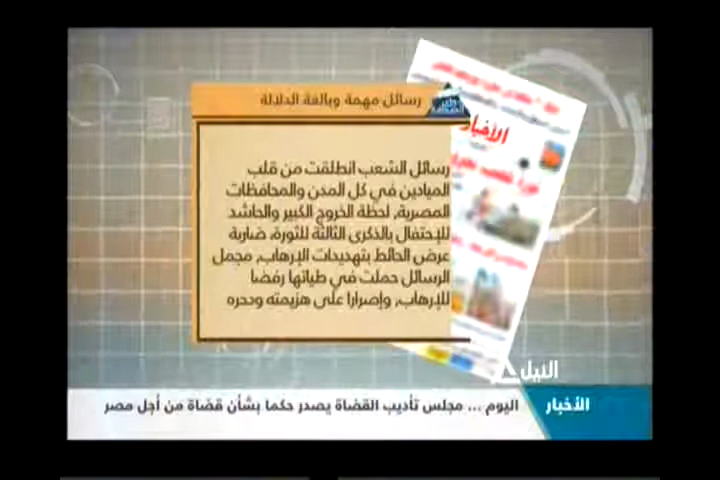 رسائل مهمة وبالغة الدلالة
الأخبار
رسائل الشعب انطلقت من قلب
الميادين في كل المدن والمحافظات
المصرية, لحظة الخروج الكبير والحاشد
للإحتفال بالذكرى الثالثة للثورة, ضاربة
عرض الحائط بتهديدات الإرهاب, مجمل
الرسائل حملت في طياتها رفضا
للإرهاب, وإصرارا على هزيمته ودحره
النيل
الأخبار
اليوم ... مجلس تأديب القضاة يصدر حكما بشأن قضاة من أجل مصر